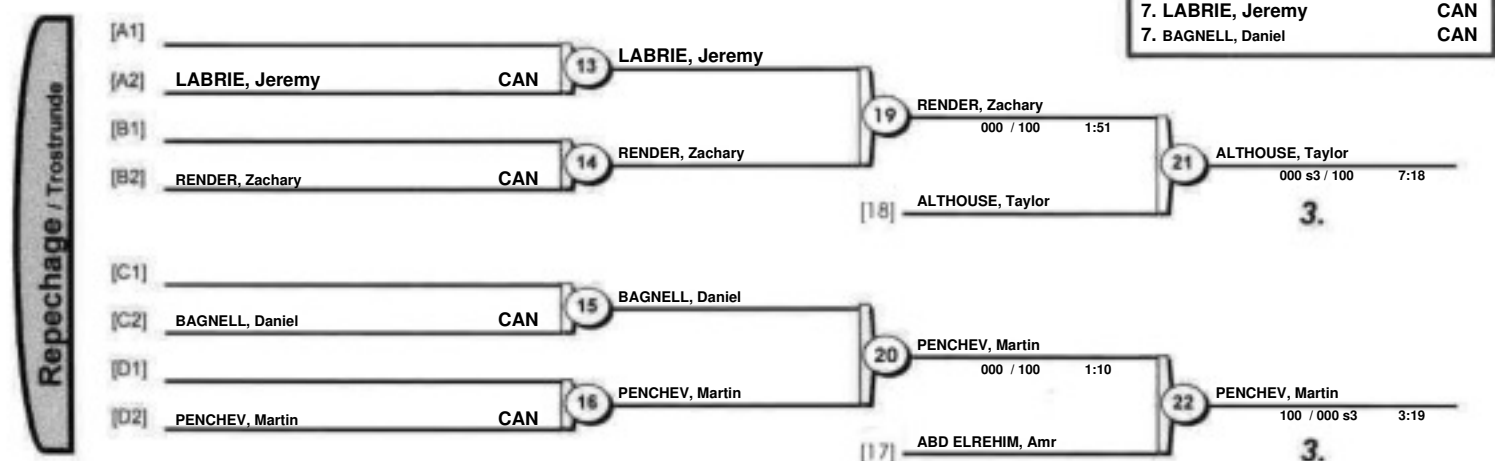 7. LABRIE, Jeremy CAN
7. BAGNELL, Daniel CAN
Repechage / Trostrunde
[A1]
[A2] LABRIE, Jeremy CAN
13 LABRIE, Jeremy
[B1]
[B2] RENDER, Zachary CAN
14 RENDER, Zachary
19 RENDER, Zachary
000 / 100 1:51
[18] ALTHOUSE, Taylor
21 ALTHOUSE, Taylor
000 s3 / 100 7:18
3.
[C1]
[C2] BAGNELL, Daniel CAN
15 BAGNELL, Daniel
[D1]
[D2] PENCHEV, Martin CAN
16 PENCHEV, Martin
20 PENCHEV, Martin
000 / 100 1:10
[17] ABD ELREHIM, Amr
22 PENCHEV, Martin
100 / 000 s3 3:19
3.